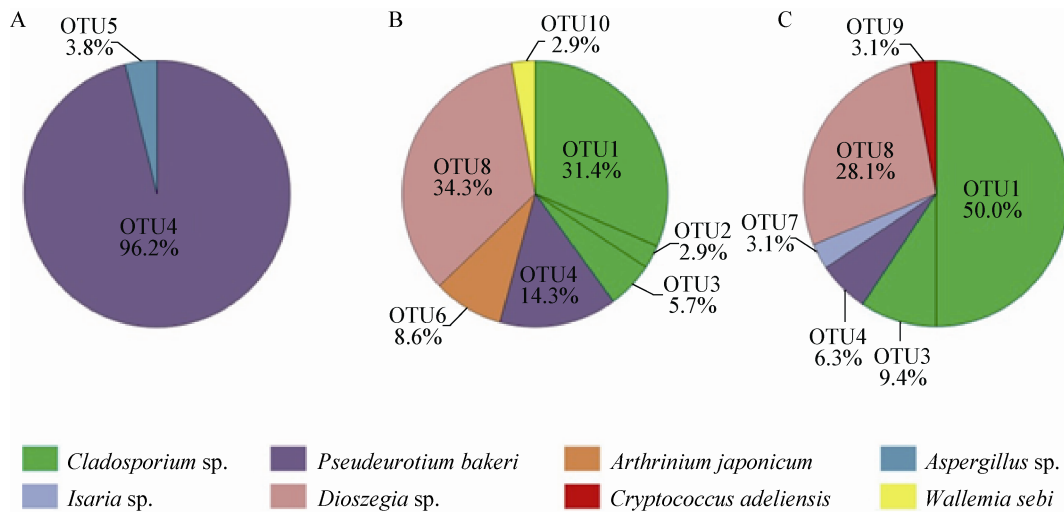 A
OTU5
3.8%
OTU4
96.2%
B
OTU10
2.9%
OTU1
31.4%
OTU2
2.9%
OTU3
5.7%
OTU4
14.3%
OTU6
8.6%
OTU8
34.3%
C
OTU9
3.1%
OTU1
50.0%
OTU3
9.4%
OTU4
6.3%
OTU7
3.1%
OTU8
28.1%
Cladosporium sp.
Pseudeurotium bakeri
Arthrinium japonicum
Aspergillus sp.
Isaria sp.
Dioszegia sp.
Cryptococcus adeliensis
Wallemia sebi